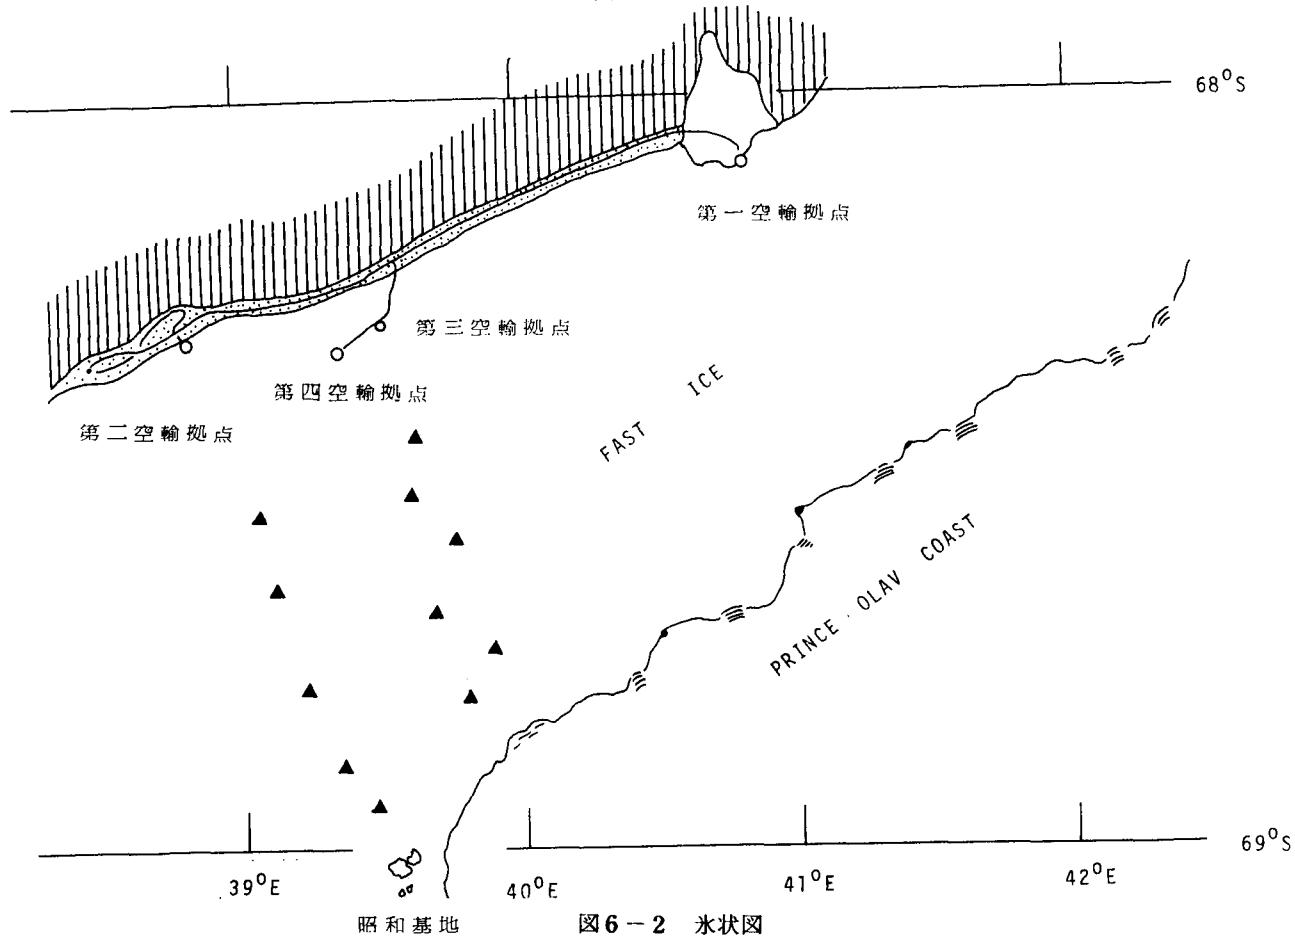 68°S
第一空輸拠点
第三空輸拠点
第四空輸拠点
第二空輸拠点
FAST ICE
PRINCE OLAV COAST
69°S
39°E
40°E
41°E
42°E
昭和基地
図6-2 氷状図